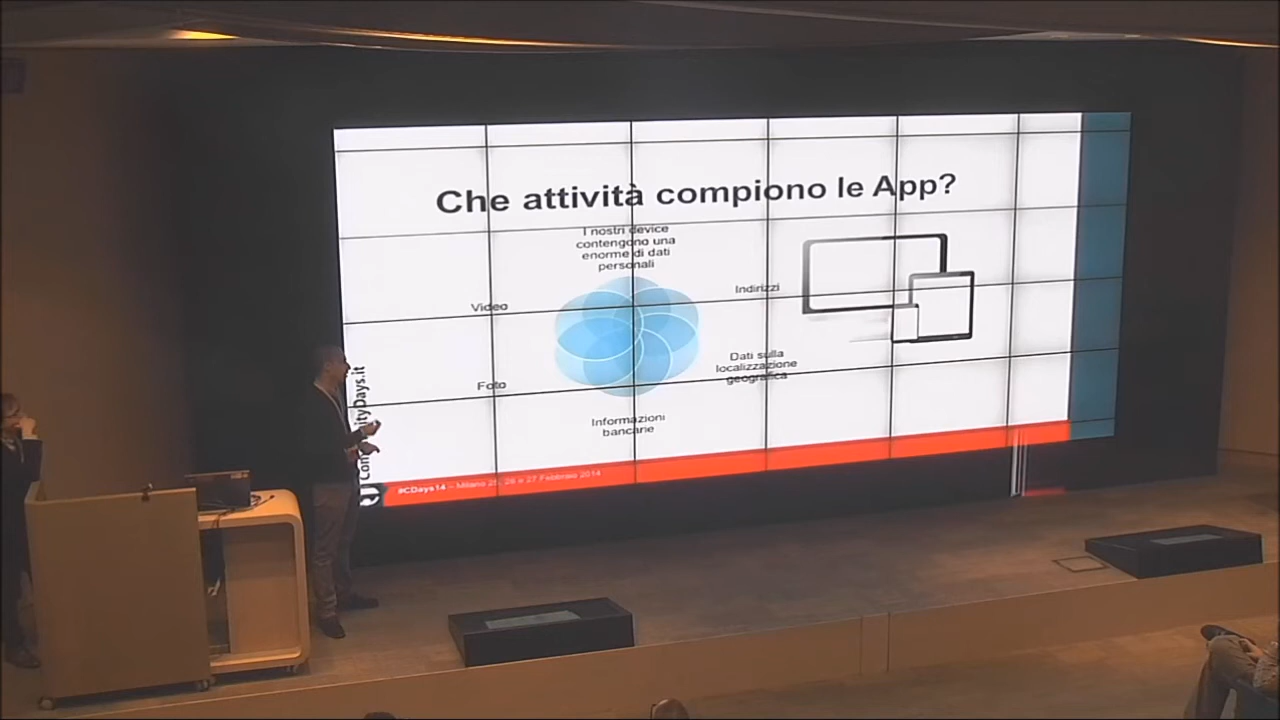 Che attività compiono le App?
I nostri device
contengono una
enorme di dati
personali
Video
Indirizzi
Dati sulla
localizzazione
geografica
Foto
Informazioni
bancarie
#CDays14 – Milano 25, 26 e 27 Febbraio 2014